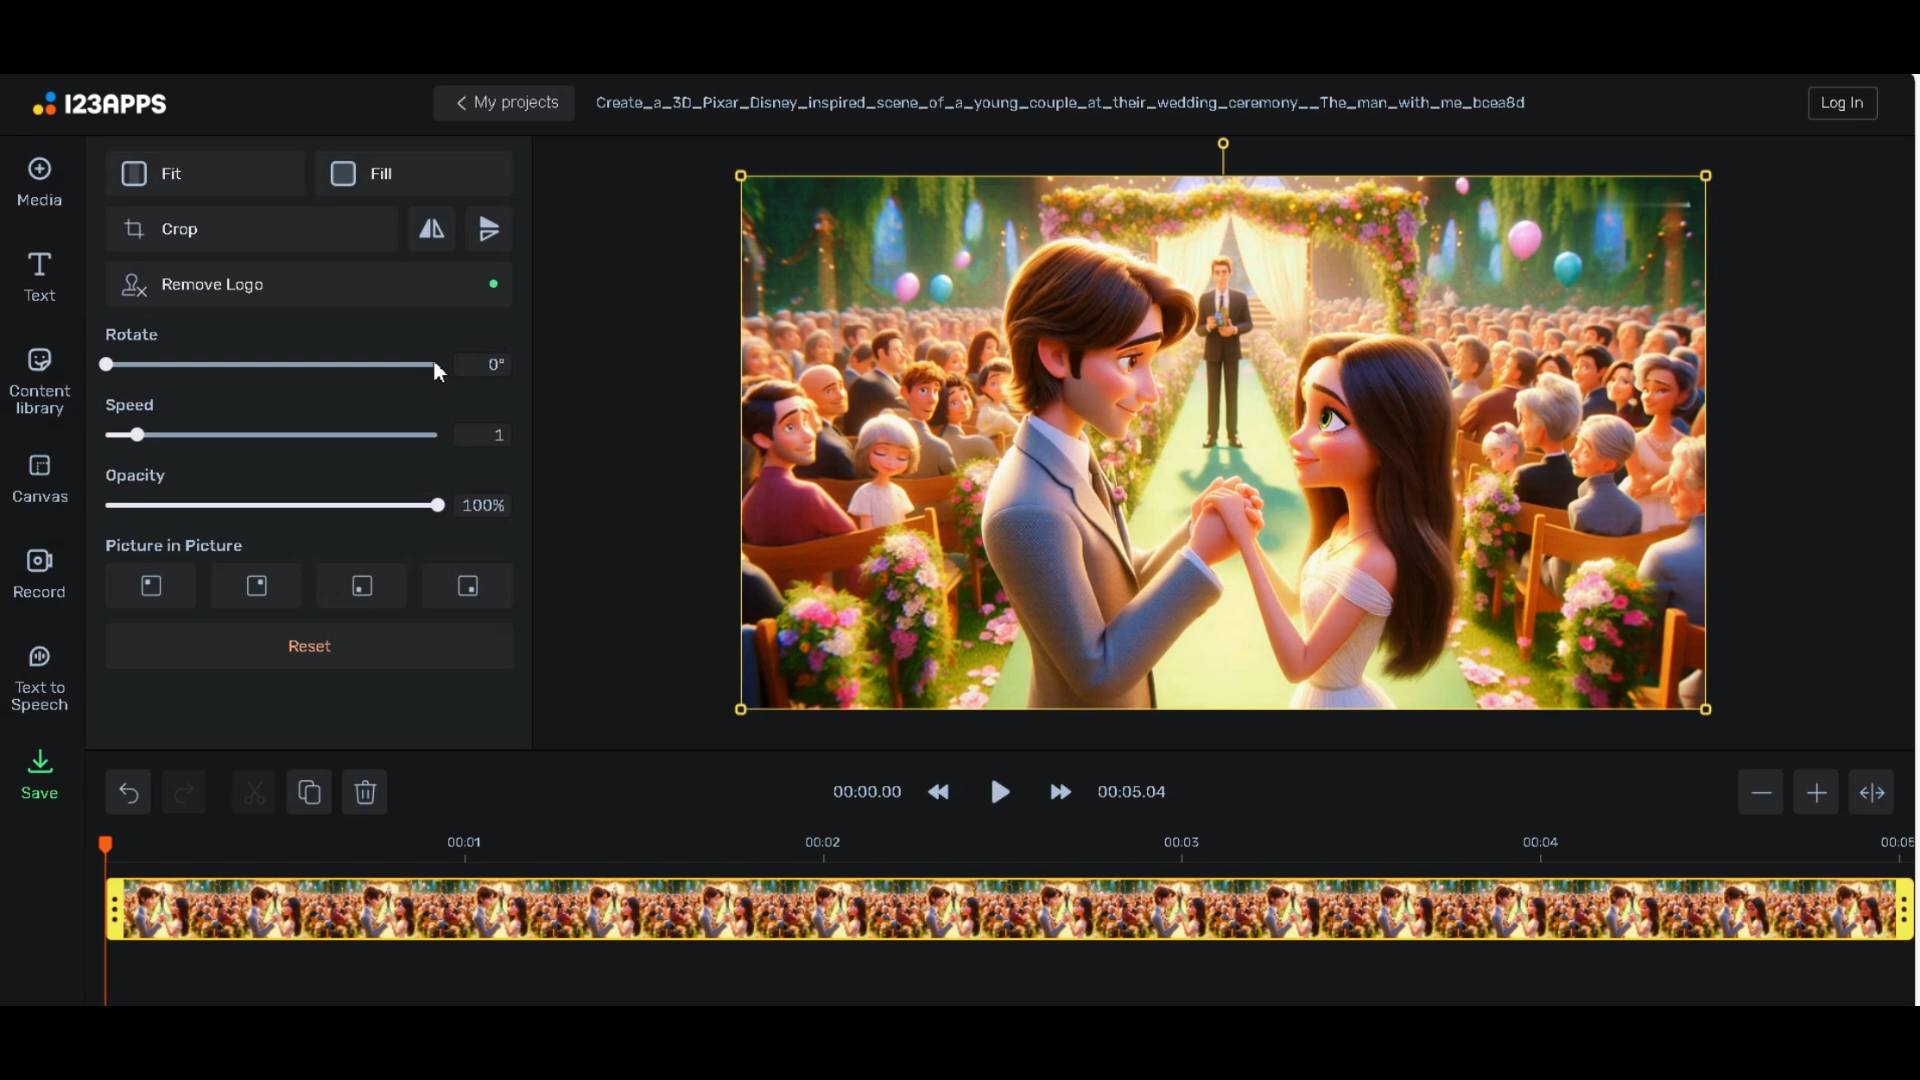 123APPS
My projects
Create_a_3D_Pixar_Disney_inspired_scene_of_a_young_couple_at_their_wedding_ceremony__The_man_with_me_bcea8d
Log In
Media
Text
Content
library
Canvas
Record
Text to
Speech
Save
Fit
Fill
Crop
Remove Logo
Rotate
0°
Speed
1
Opacity
100%
Picture in Picture
Reset
00:00.00
00:05.04
00:01
00:02
00:03
00:04
00:05